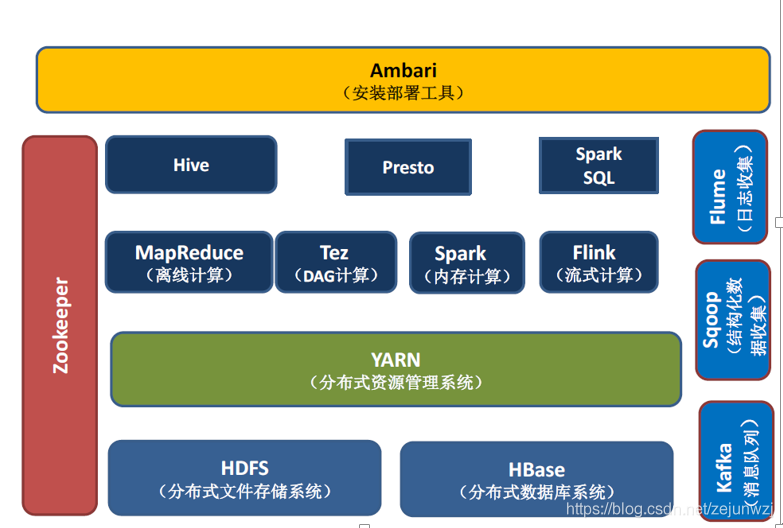 Ambari
（安装部署工具）
Hive
Presto
Spark
SQL
Flume
（日志收集）
MapReduce
（离线计算）
Tez
（DAG计算）
Spark
（内存计算）
Flink
（流式计算）
Zookeeper
Sqoop
（结构化数
据收集）
YARN
（分布式资源管理系统）
HDFS
（分布式文件存储系统）
HBase
（分布式数据库系统）
Kafka
（消息队列）
https://blog.csdn.net/zejunwzj